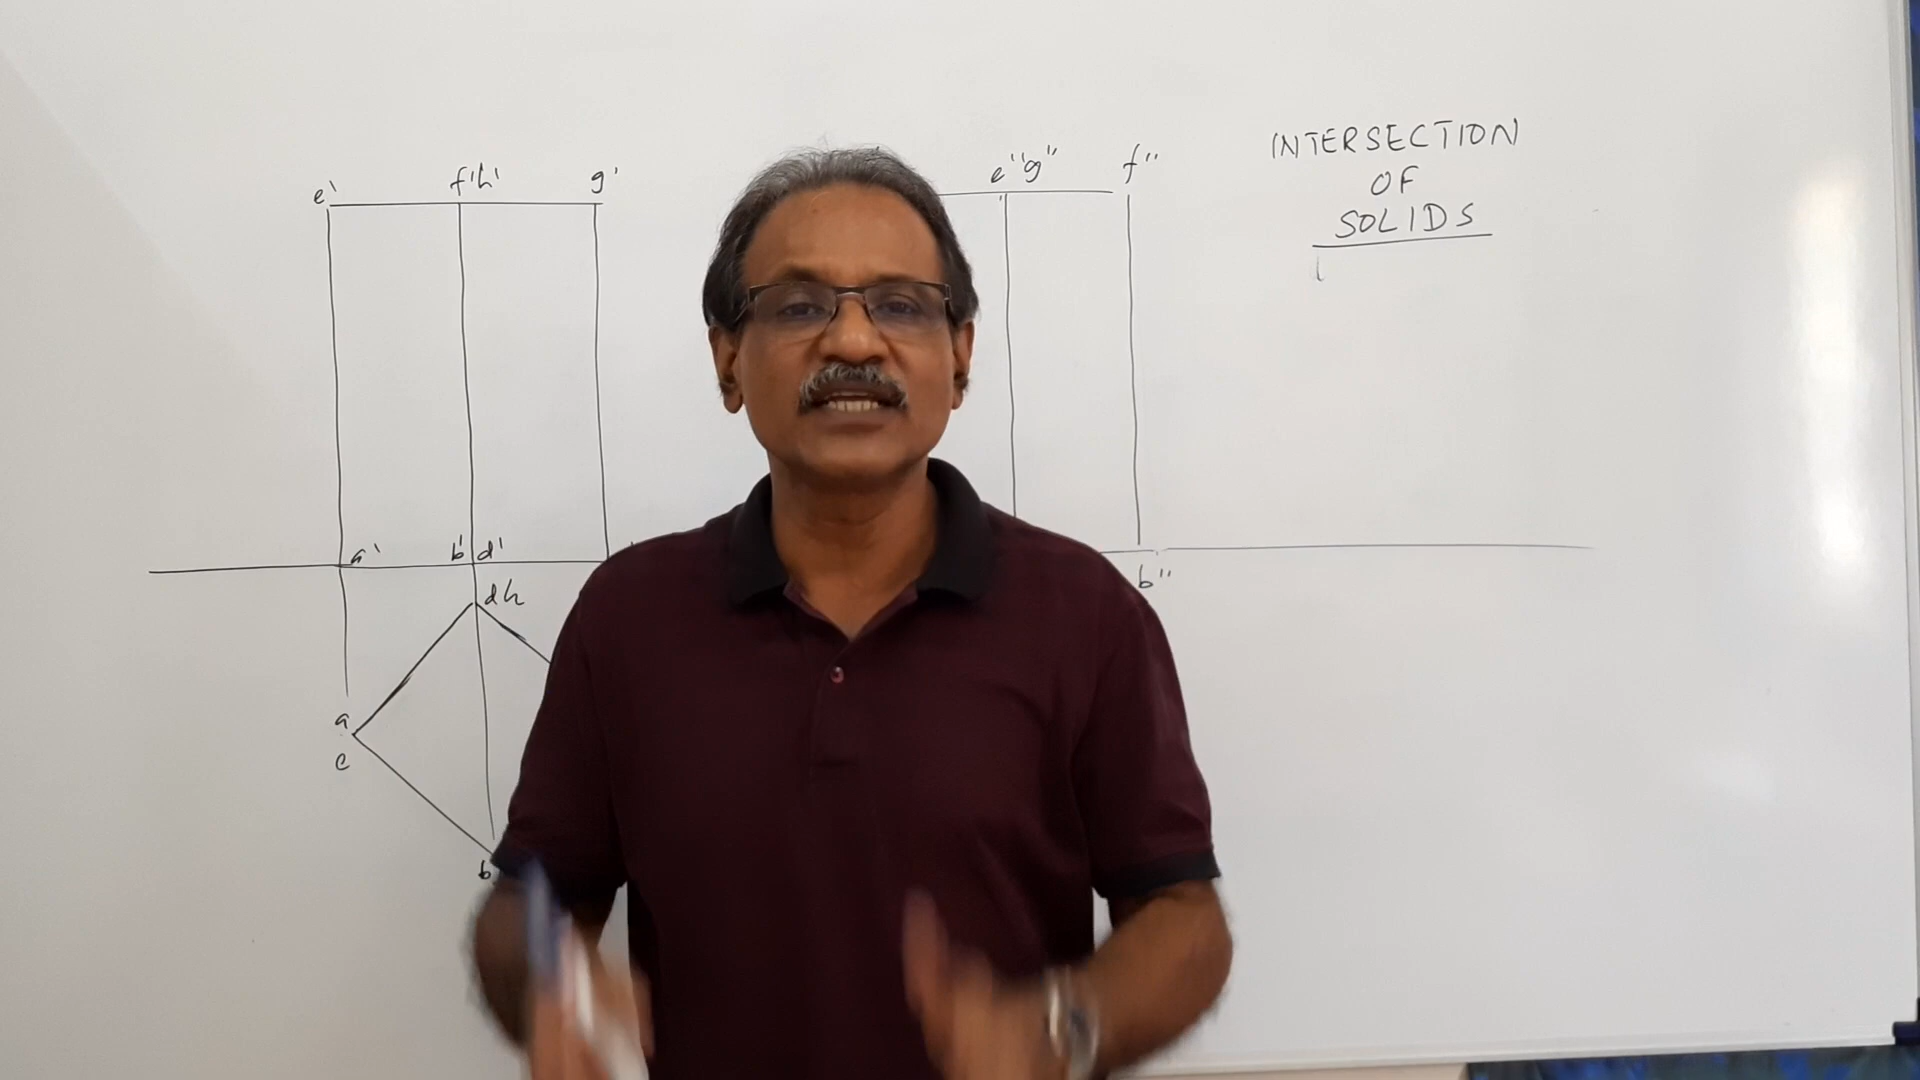 INTERSECTION
OF
SOLIDS
e' f'h' g' e"g" f"
a' b' d' b"
dh
a
e
b